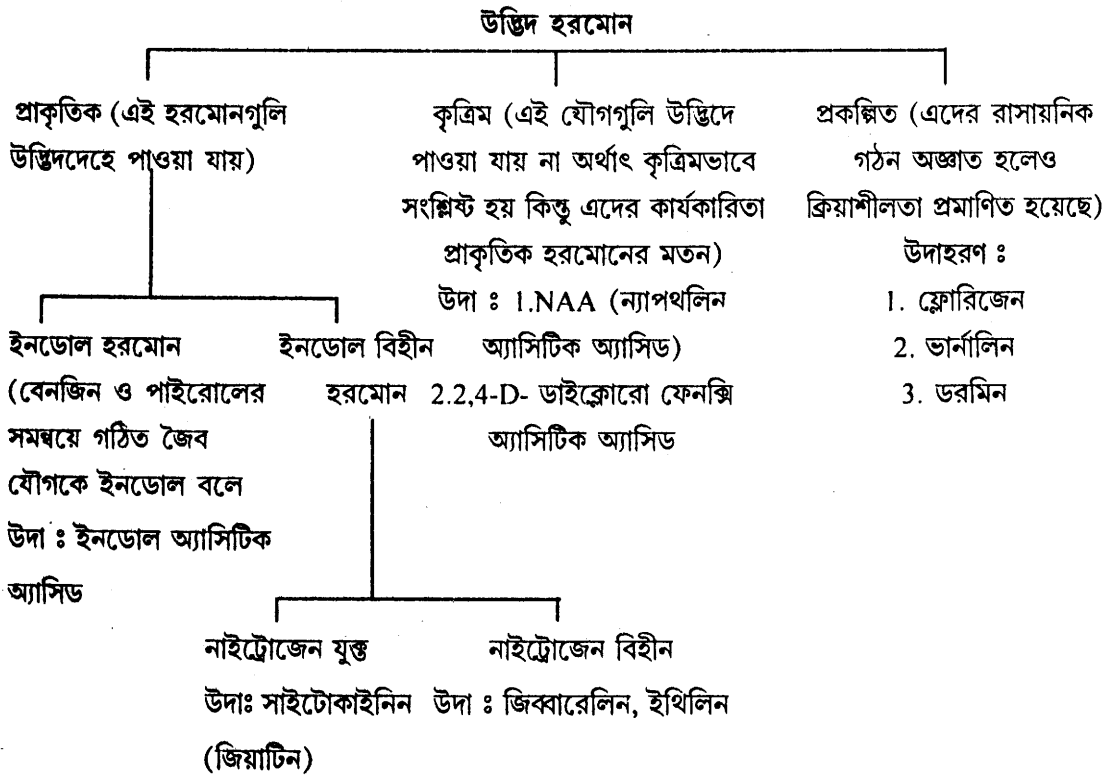 উদ্ভিদ হরমোন
প্রাকৃতিক (এই হরমোনগুলি
উদ্ভিদদেহে পাওয়া যায়)
কৃত্রিম (এই যৌগগুলি উদ্ভিদে
পাওয়া যায় না অর্থাৎ কৃত্রিমভাবে
সংশ্লিষ্ট হয় কিন্তু এদের কার্যকারিতা
প্রাকৃতিক হরমোনের মতন)
উদা ঃ 1.NAA (ন্যাপথলিন
অ্যাসিটিক অ্যাসিড)
2.2,4-D- ডাইক্লোরো ফেনক্সি
অ্যাসিটিক অ্যাসিড
প্রকল্পিত (এদের রাসায়নিক
গঠন অজ্ঞাত হলেও
ক্রিয়াশীলতা প্রমাণিত হয়েছে)
উদাহরণ ঃ
1. ফ্লোরিজেন
2. ভার্নালিন
3. ডরমিন
ইনডোল হরমোন
(বেনজিন ও পাইরোলের
সমন্বয়ে গঠিত জৈব
যৌগকে ইনডোল বলে
উদা ঃ ইনডোল অ্যাসিটিক
অ্যাসিড
ইনডোল বিহীন
হরমোন
নাইট্রোজেন যুক্ত
উদাঃ সাইটোকাইনিন
(জিয়াটিন)
নাইট্রোজেন বিহীন
উদা ঃ জিব্বারেলিন, ইথিলিন